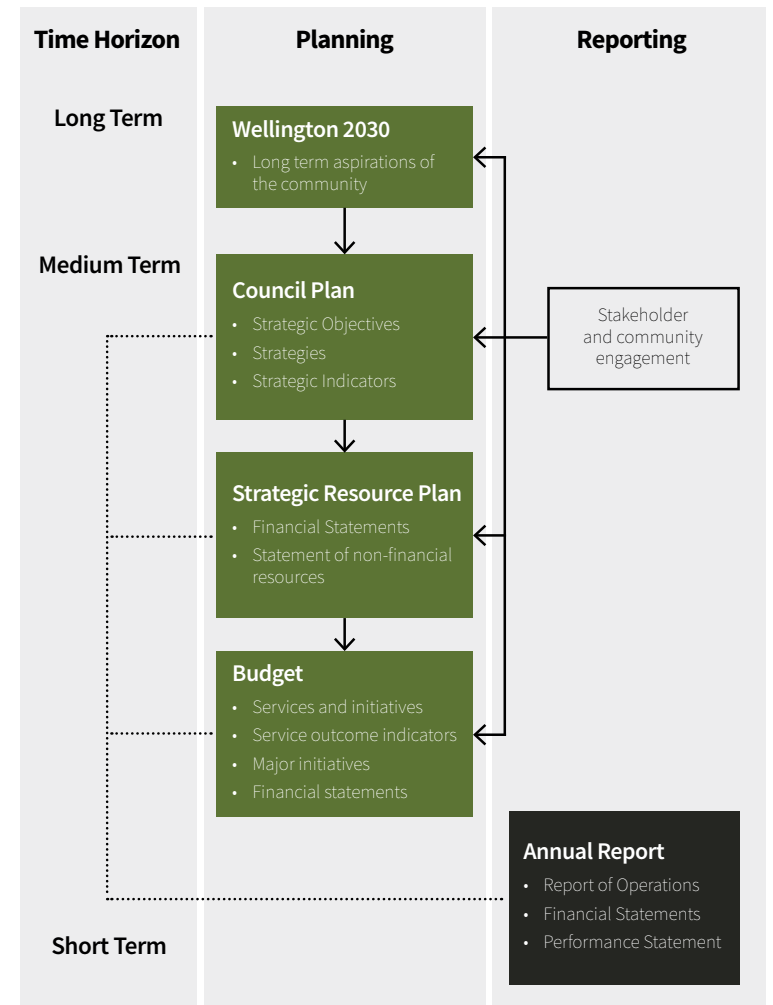 Time Horizon
Planning
Reporting
Long Term
Wellington 2030
• Long term aspirations of
the community
Medium Term
Council Plan
• Strategic Objectives
• Strategies
• Strategic Indicators
Stakeholder
and community
engagement
Strategic Resource Plan
• Financial Statements
• Statement of non-financial
resources
Budget
• Services and initiatives
• Service outcome indicators
• Major initiatives
• Financial statements
Annual Report
• Report of Operations
• Financial Statements
• Performance Statement
Short Term